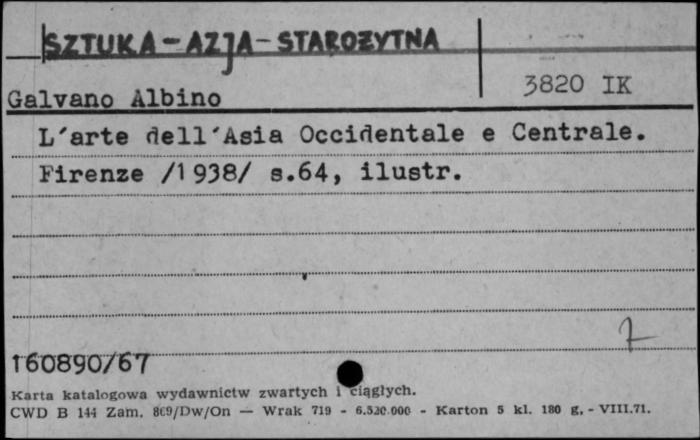 SZTUKA-AZJA-STAROŻYTNA
3820 IK
Galvano Albino
L'arte dell'Asia Occidentale e Centrale.
Firenze /1938/ s.64, ilustr.
7
160890/67
Karta katalogowa wydawnictw zwartych i ciągłych.
CWD B 144 Zam. 869/Dw/On — Wrak 719 - 6.520.000 - Karton 5 kl. 180 g. - VIII.71.